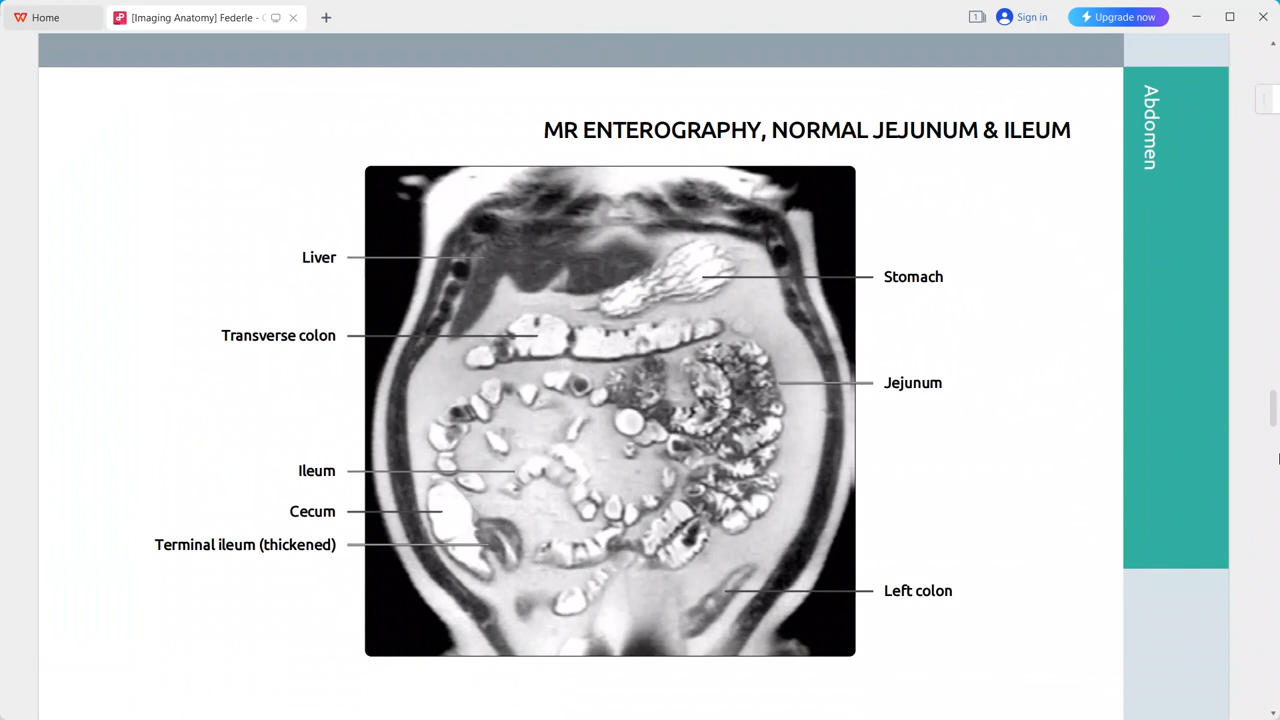 Home
[Imaging Anatomy] Federle -
1
Sign in
Upgrade now
Abdomen
MR ENTEROGRAPHY, NORMAL JEJUNUM & ILEUM
Liver
Stomach
Transverse colon
Jejunum
Ileum
Cecum
Terminal ileum (thickened)
Left colon